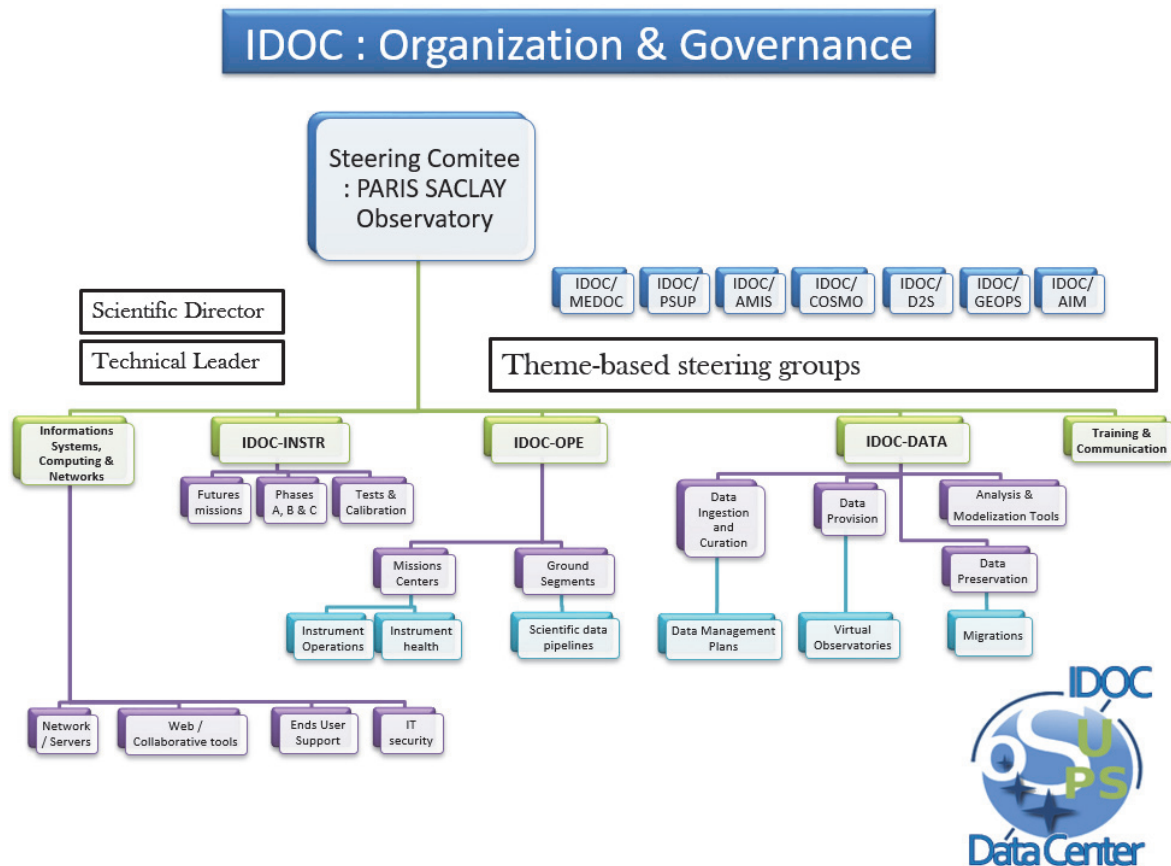 IDOC : Organization & Governance
Steering Comitee
: PARIS SACLAY
Observatory
IDOC/
MEDOC
IDOC/
PSUP
IDOC/
AMIS
IDOC/
COSMO
IDOC/
D2S
IDOC/
GEOPS
IDOC/
AIM
Scientific Director
Technical Leader
Theme-based steering groups
Informations
Systems,
Computing &
Networks
IDOC-INSTR
IDOC-OPE
IDOC-DATA
Training &
Communication
Futures
missions
Phases
A, B & C
Tests &
Calibration
Data
Ingestion
and
Curation
Data
Provision
Analysis &
Modelization Tools
Missions
Centers
Ground
Segments
Data
Preservation
Instrument
Operations
Instrument
health
Scientific data
pipelines
Data Management
Plans
Virtual
Observatories
Migrations
Network
/ Servers
Web /
Collaborative tools
Ends User
Support
IT
security
IDOC
OSUPS
Data Center